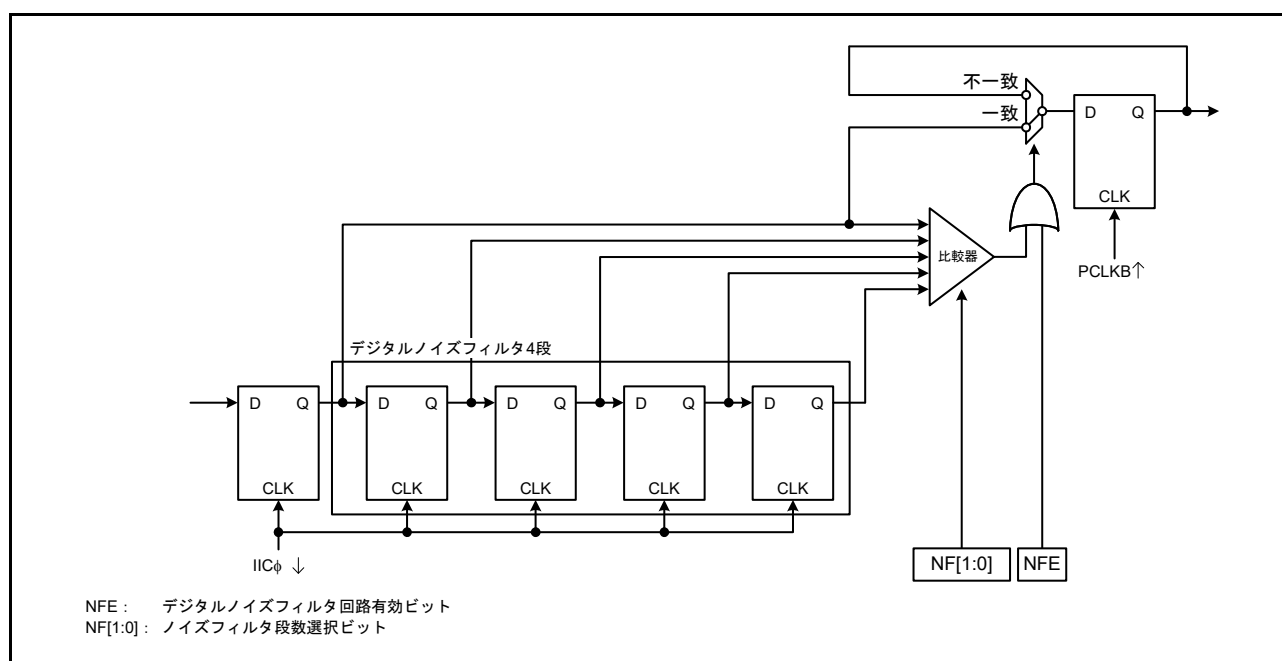 不一致
一致
D Q
CLK
PCLKB↑
比較器
デジタルノイズフィルタ4段
D Q D Q D Q D Q D Q
CLK CLK CLK CLK CLK
IICφ ↓
NF[1:0] NFE
NFE : デジタルノイズフィルタ回路有効ビット
NF[1:0] : ノイズフィルタ段数選択ビット